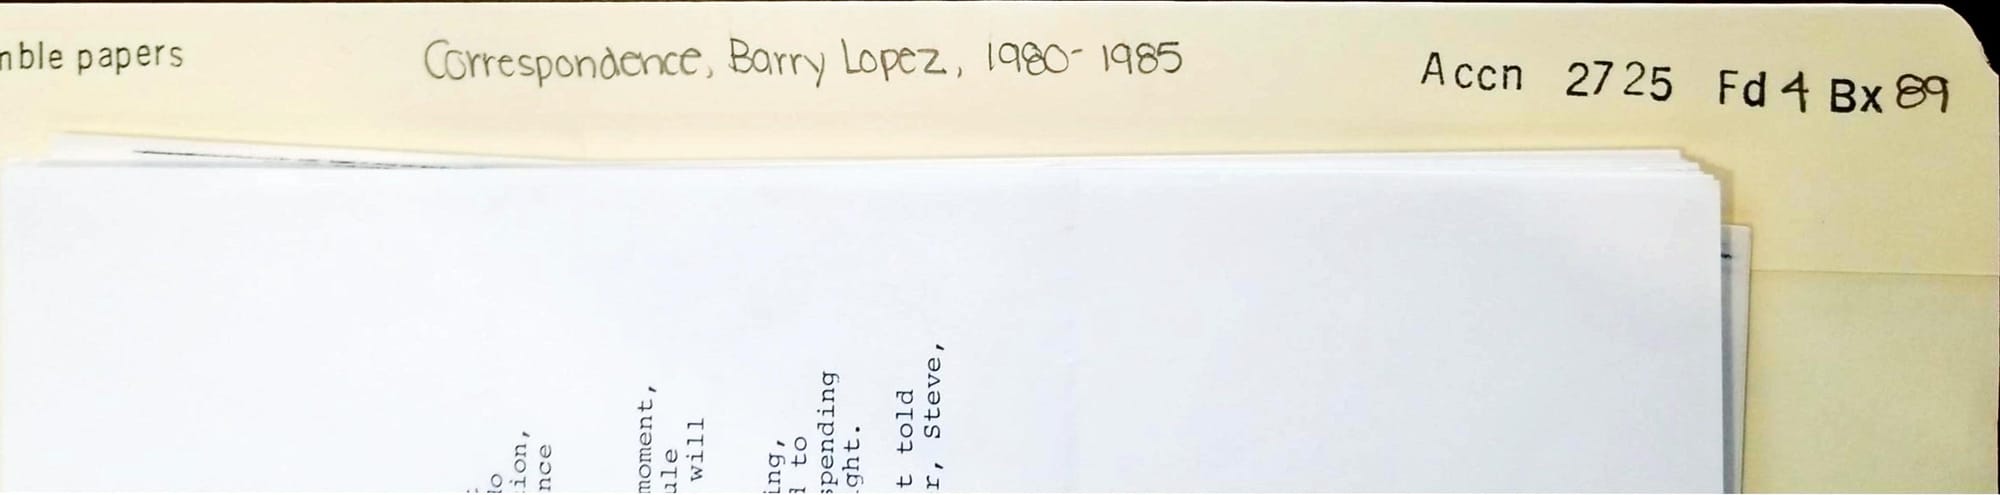 nble papers Correspondence, Barry Lopez, 1980-1985 Accn 2725 Fd 4 Bx 89
lo
ion,
nce
moment,
ule
will
ing,
d to
spending
ght.
t told
r, Steve,